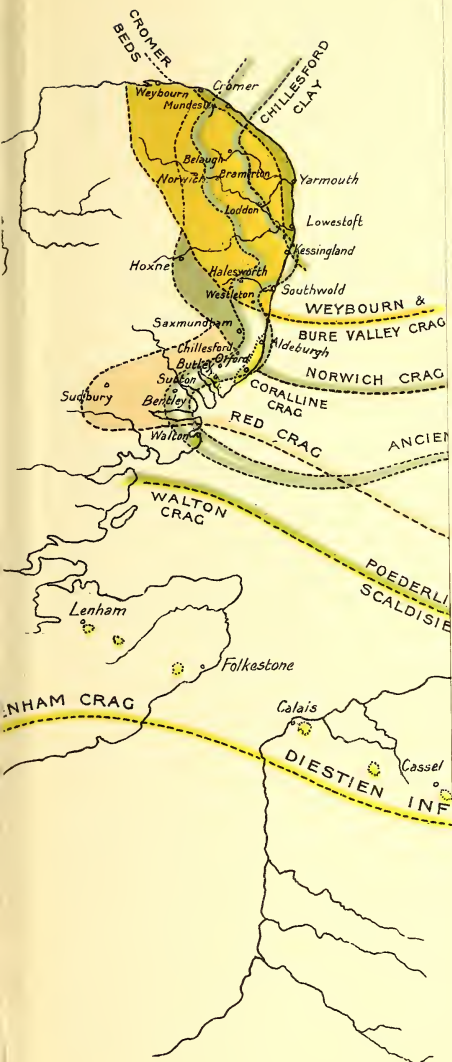 CROMER
BEDS
CHILLESFORD
CLAY
Weybourn
Cromer
Mundesley
Belaugh
Norwich
Bramerton
Yarmouth
Loddon
Lowestoft
Kessingland
Hoxne
Halesworth
Westleton
Southwold
WEYBOURN &
BURE VALLEY CRAG
Saxmundham
Aldeburgh
Chillesford
Butley
Orford
NORWICH CRAG
CORALLINE
CRAG
Sudbury
Sutton
Bentley
RED CRAG
ANCIEN
Walton
WALTON
CRAG
POEDERLI
SCALDISIE
Lenham
Folkestone
ENHAM CRAG
Calais
Cassel
DIESTIEN INF